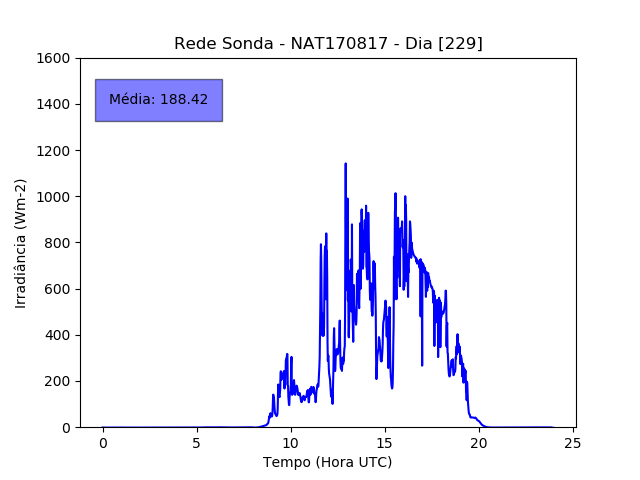 Rede Sonda - NAT170817 - Dia [229]
1600
1400
1200
1000
800
600
400
200
0
Média: 188.42
Irradiância (Wm-2)
0 5 10 15 20 25
Tempo (Hora UTC)